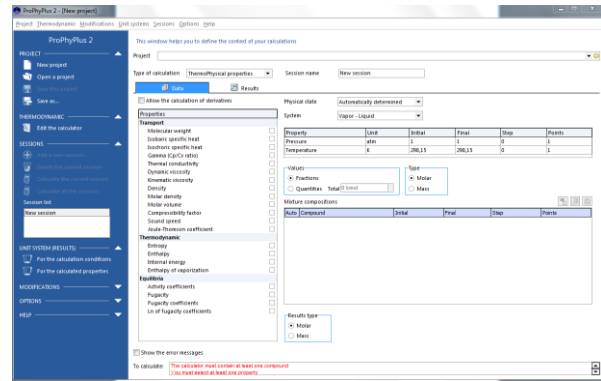 ProPhyPlus 2 - [New project]
Project Thermodynamic Modifications Unit systems Sessions Options Help
ProPhyPlus 2
PROJECT
New project
Open a project
Save this project
Save as...
THERMODYNAMIC
Edit the calculator
SESSIONS
Add a new session...
Delete the current session
Calculate the current session
Calculate all the sessions
Session list
New session
UNIT SYSTEM (RESULTS)
For the calculation conditions
For the calculated properties
MODIFICATIONS
OPTIONS
HELP
This window helps you to define the content of your calculations
Project
Type of calculation ThermoPhysical properties Session name New session
Data Results
Allow the calculation of derivatives
Properties
Transport
Molecular weight
Isobaric specific heat
Isochoric specific heat
Gamma (Cp/Cv ratio)
Thermal conductivity
Dynamic viscosity
Kinematic viscosity
Density
Molar density
Molar volume
Compressibility factor
Sound speed
Joule-Thomson coefficient
Thermodynamic
Entropy
Enthalpy
Internal energy
Enthalpy of vaporization
Equilibria
Activity coefficients
Fugacity
Fugacity coefficients
Ln of fugacity coefficients
Physical state Automatically determined
System Vapor - Liquid
Property Unit Initial Final Step Points
Pressure atm 1 1 0 1
Temperature K 298,15 298,15 0 1
Values
Fractions
Quantities Total 0 kmol
Type
Molar
Mass
Mixture compositions
Auto Compound Initial Final Step Points
Results type
Molar
Mass
Show the error messages
To calculate: The calculator must contain at least one compound
You must select at least one property